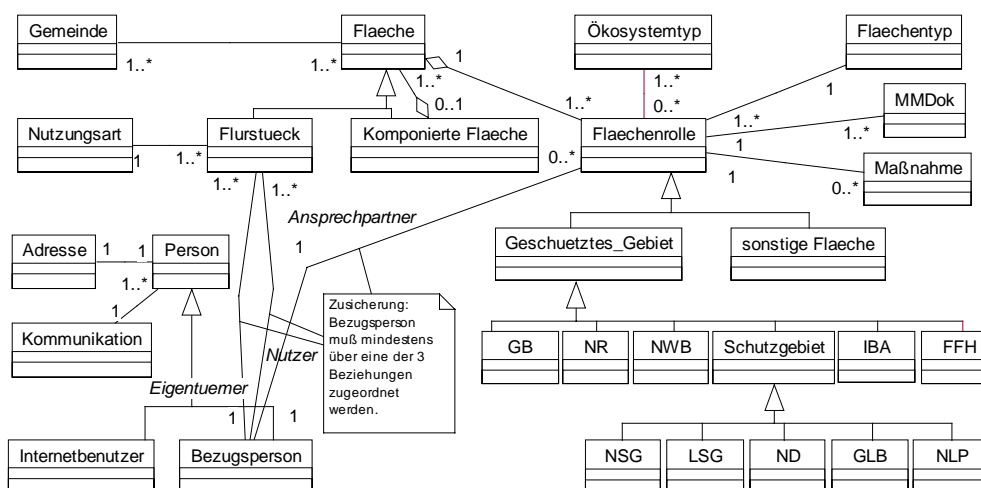 Gemeinde
Flaeche
Ökosystemtyp
Flaechentyp
1..*
1..*
1
1..*
0..1
1..*
1..*
0..*
1
MMDok
1..*
1..*
Nutzungsart
Flurstueck
Komponierte Flaeche
Flaechenrolle
1
1..*
1..*
1..*
0..*
1
1
Maßnahme
0..*
Ansprechpartner
1
Geschuetztes_Gebiet
sonstige Flaeche
Adresse
1
1
Person
1..*
1
Kommunikation
Zusicherung:
Bezugsperson
muß mindestens
über eine der 3
Beziehungen
zugeordnet
werden.
Nutzer
Eigentuemer
GB
NR
NWB
Schutzgebiet
IBA
FFH
1
1
Internetbenutzer
Bezugsperson
NSG
LSG
ND
GLB
NLP